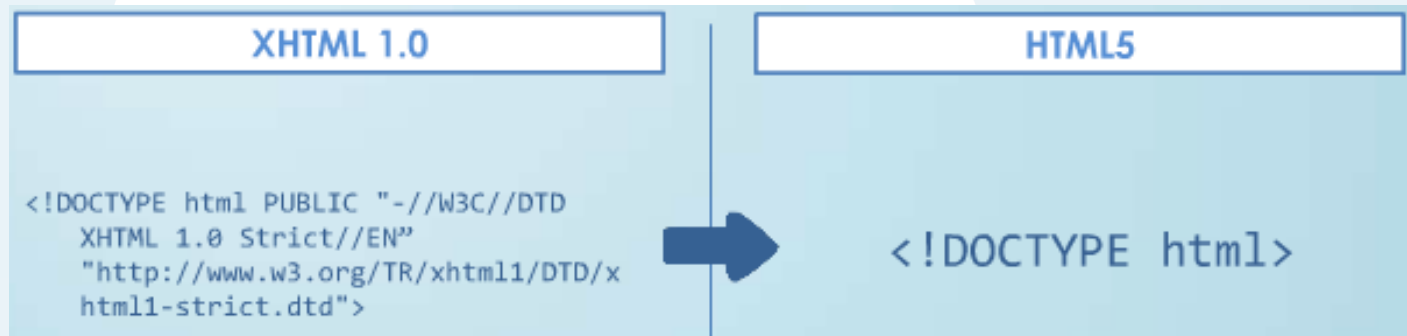 XHTML 1.0
<!DOCTYPE html PUBLIC "-//W3C//DTD
XHTML 1.0 Strict//EN”
"http://www.w3.org/TR/xhtml1/DTD/x
html1-strict.dtd">
HTML5
<!DOCTYPE html>